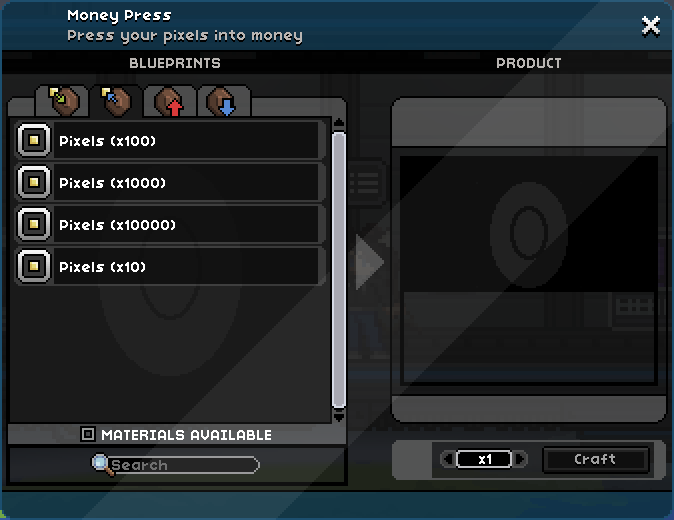 Money Press
Press your pixels into money
BLUEPRINTS
PRODUCT
Pixels (x100)
Pixels (x1000)
Pixels (x10000)
Pixels (x10)
MATERIALS AVAILABLE
Search
x1
Craft